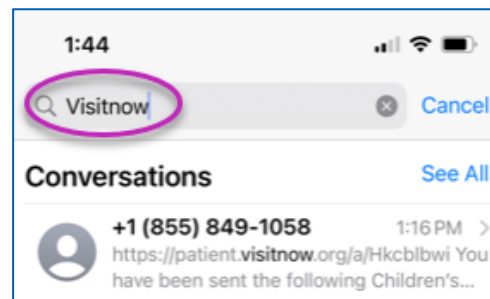 1:44
Visitnow Cancel
Conversations See All
+1 (855) 849-1058 1:16 PM
https://patient.visitnow.org/a/Hkcblbwi You
have been sent the following Children's...